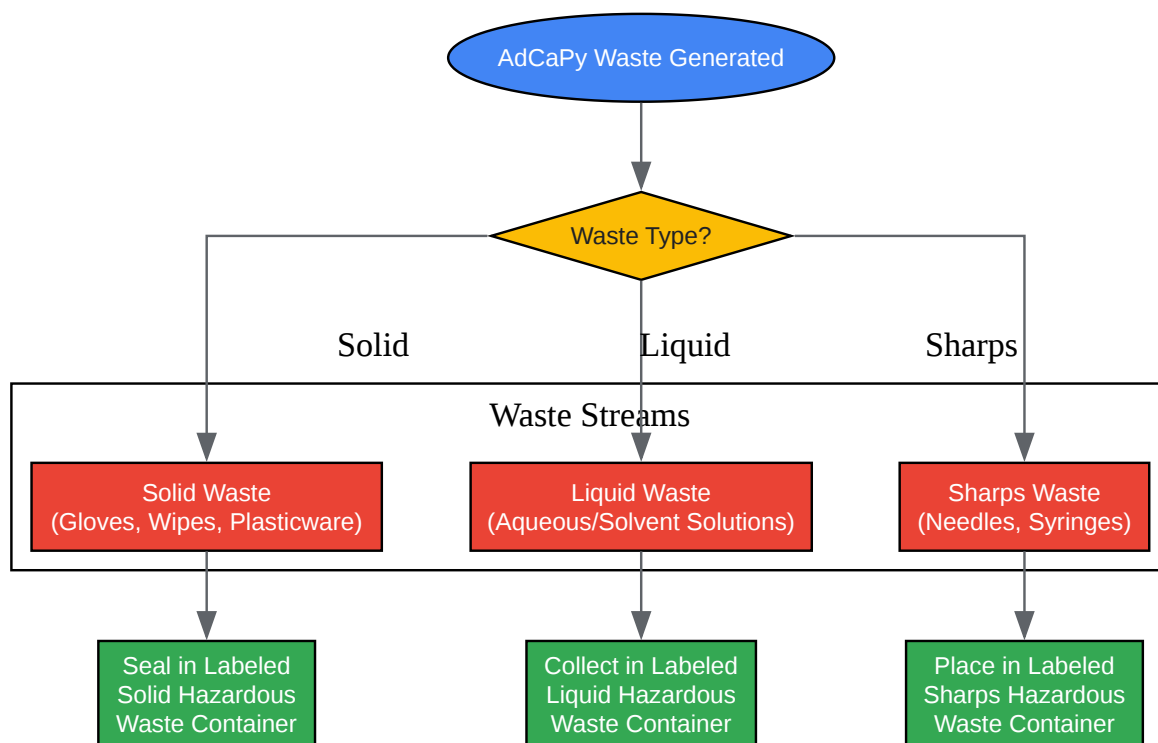 AdCaPy Waste Generated
Waste Type?
Solid
Liquid
Sharps
Waste Streams
Solid Waste
(Gloves, Wipes, Plasticware)
Liquid Waste
(Aqueous/Solvent Solutions)
Sharps Waste
(Needles, Syringes)
Seal in Labeled
Solid Hazardous
Waste Container
Collect in Labeled
Liquid Hazardous
Waste Container
Place in Labeled
Sharps Hazardous
Waste Container